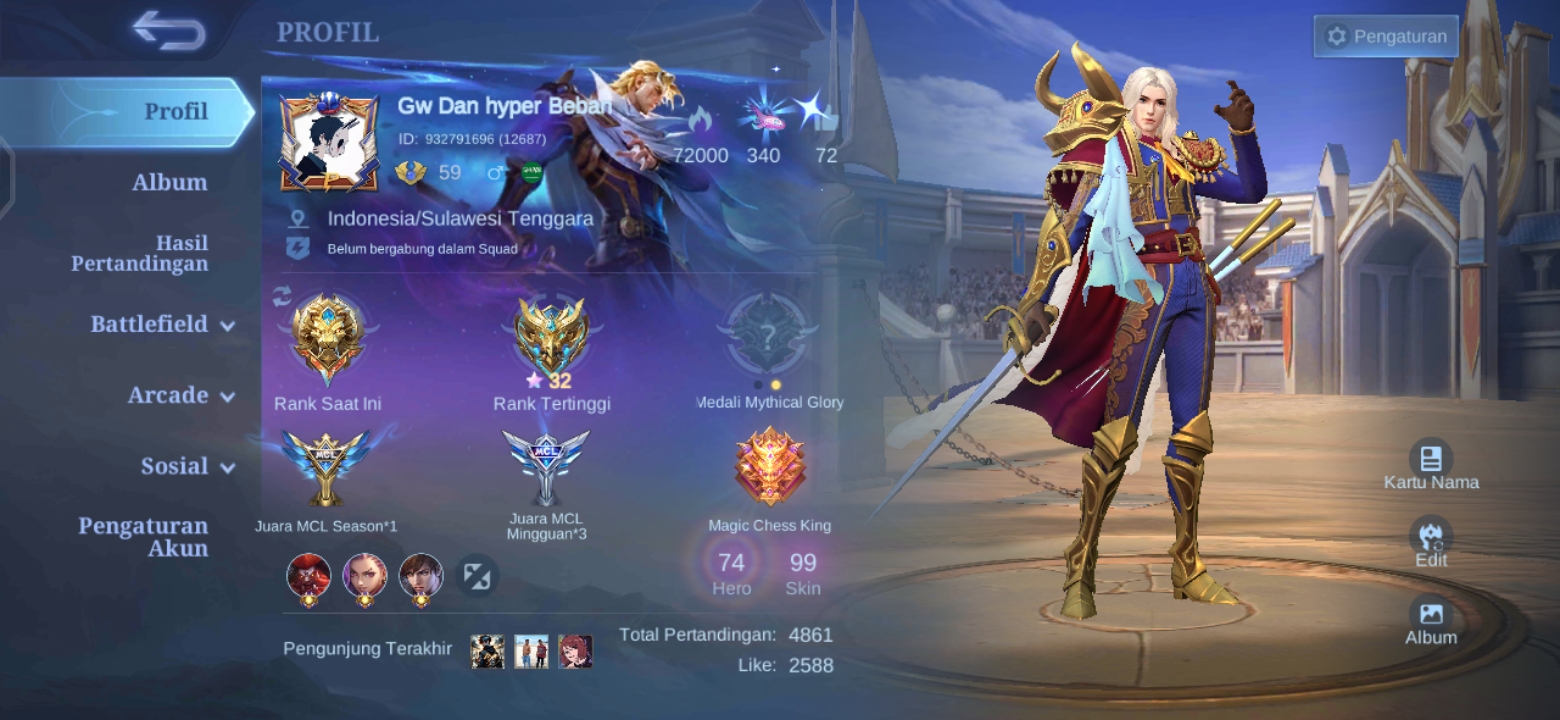 PROFIL
Pengaturan
Profil
Album
Hasil
Pertandingan
Battlefield
Arcade
Sosial
Pengaturan
Akun
Gw Dan hyper Beban
ID: 932791696 (12687)
59
72000
340
72
Indonesia/Sulawesi Tenggara
Belum bergabung dalam Squad
Rank Saat Ini
32
Rank Tertinggi
?
Medali Mythical Glory
MCL
Juara MCL Season*1
MCL
Juara MCL
Mingguan*3
Magic Chess King
74
Hero
99
Skin
Pengunjung Terakhir
Total Pertandingan: 4861
Like: 2588
Kartu Nama
Edit
Album